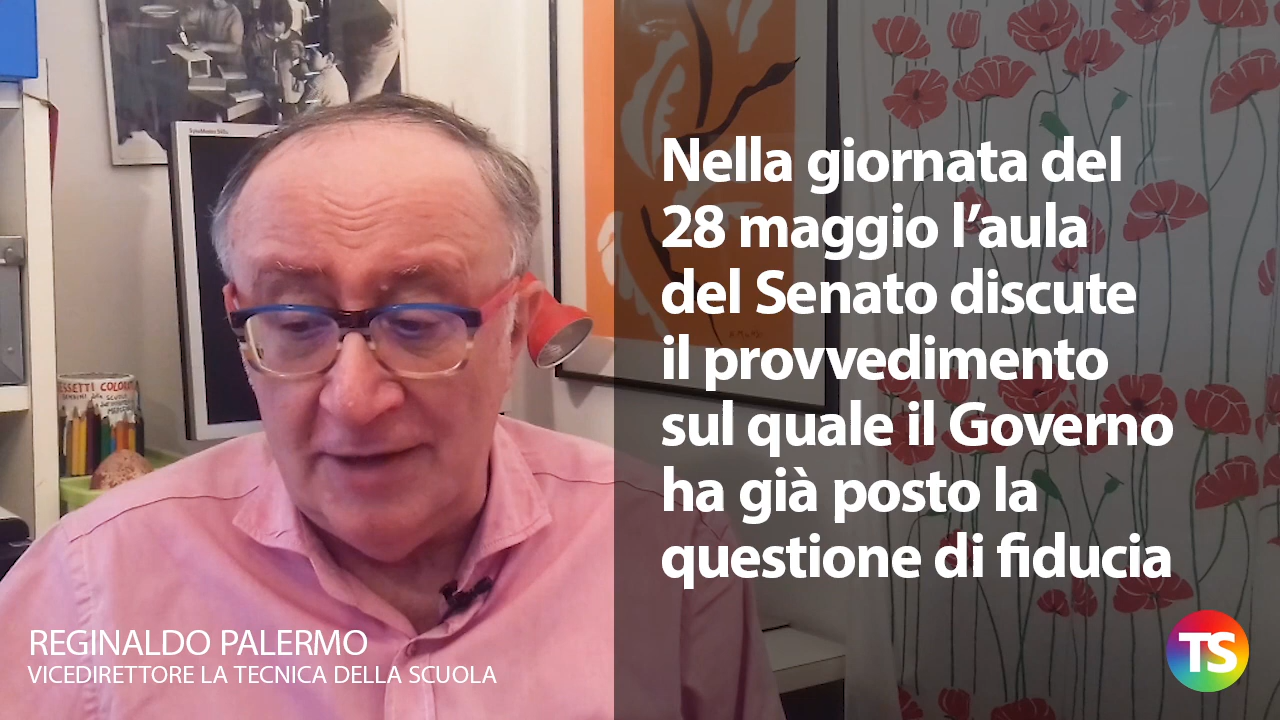 Nella giornata del
28 maggio l’aula
del Senato discute
il provvedimento
sul quale il Governo
ha già posto la
questione di fiducia
REGINALDO PALERMO
VICEDIRETTORE LA TECNICA DELLA SCUOLA
TS